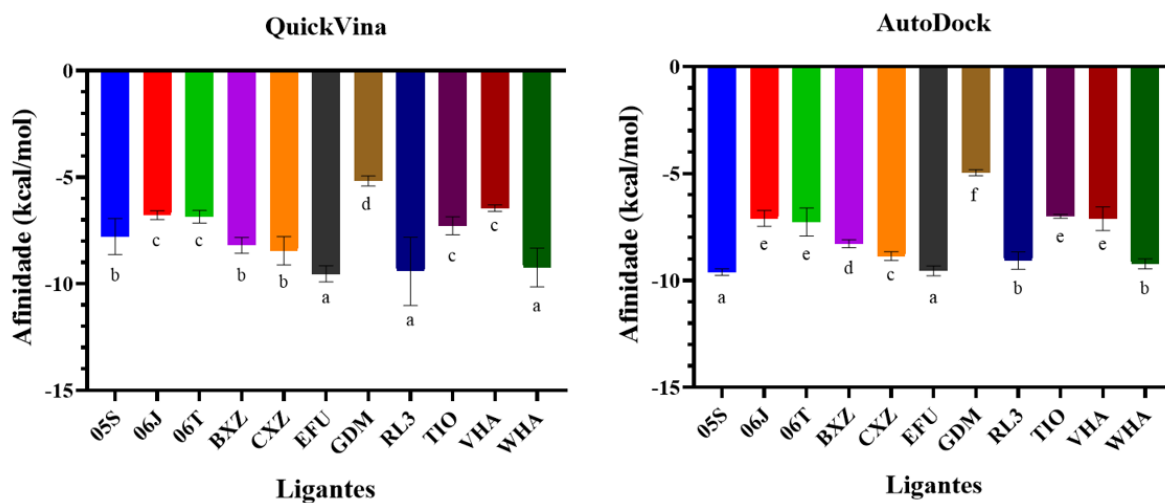 QuickVina
Afinidade (kcal/mol)
0
-5
-10
-15
b
c
c
b
b
a
d
a
c
c
a
05S
06J
06T
BXZ
CXZ
EFU
GDM
RL3
TIO
VHA
WHA
Ligantes
AutoDock
Afinidade (kcal/mol)
0
-5
-10
-15
a
e
e
d
c
a
f
b
e
e
b
05S
06J
06T
BXZ
CXZ
EFU
GDM
RL3
TIO
VHA
WHA
Ligantes